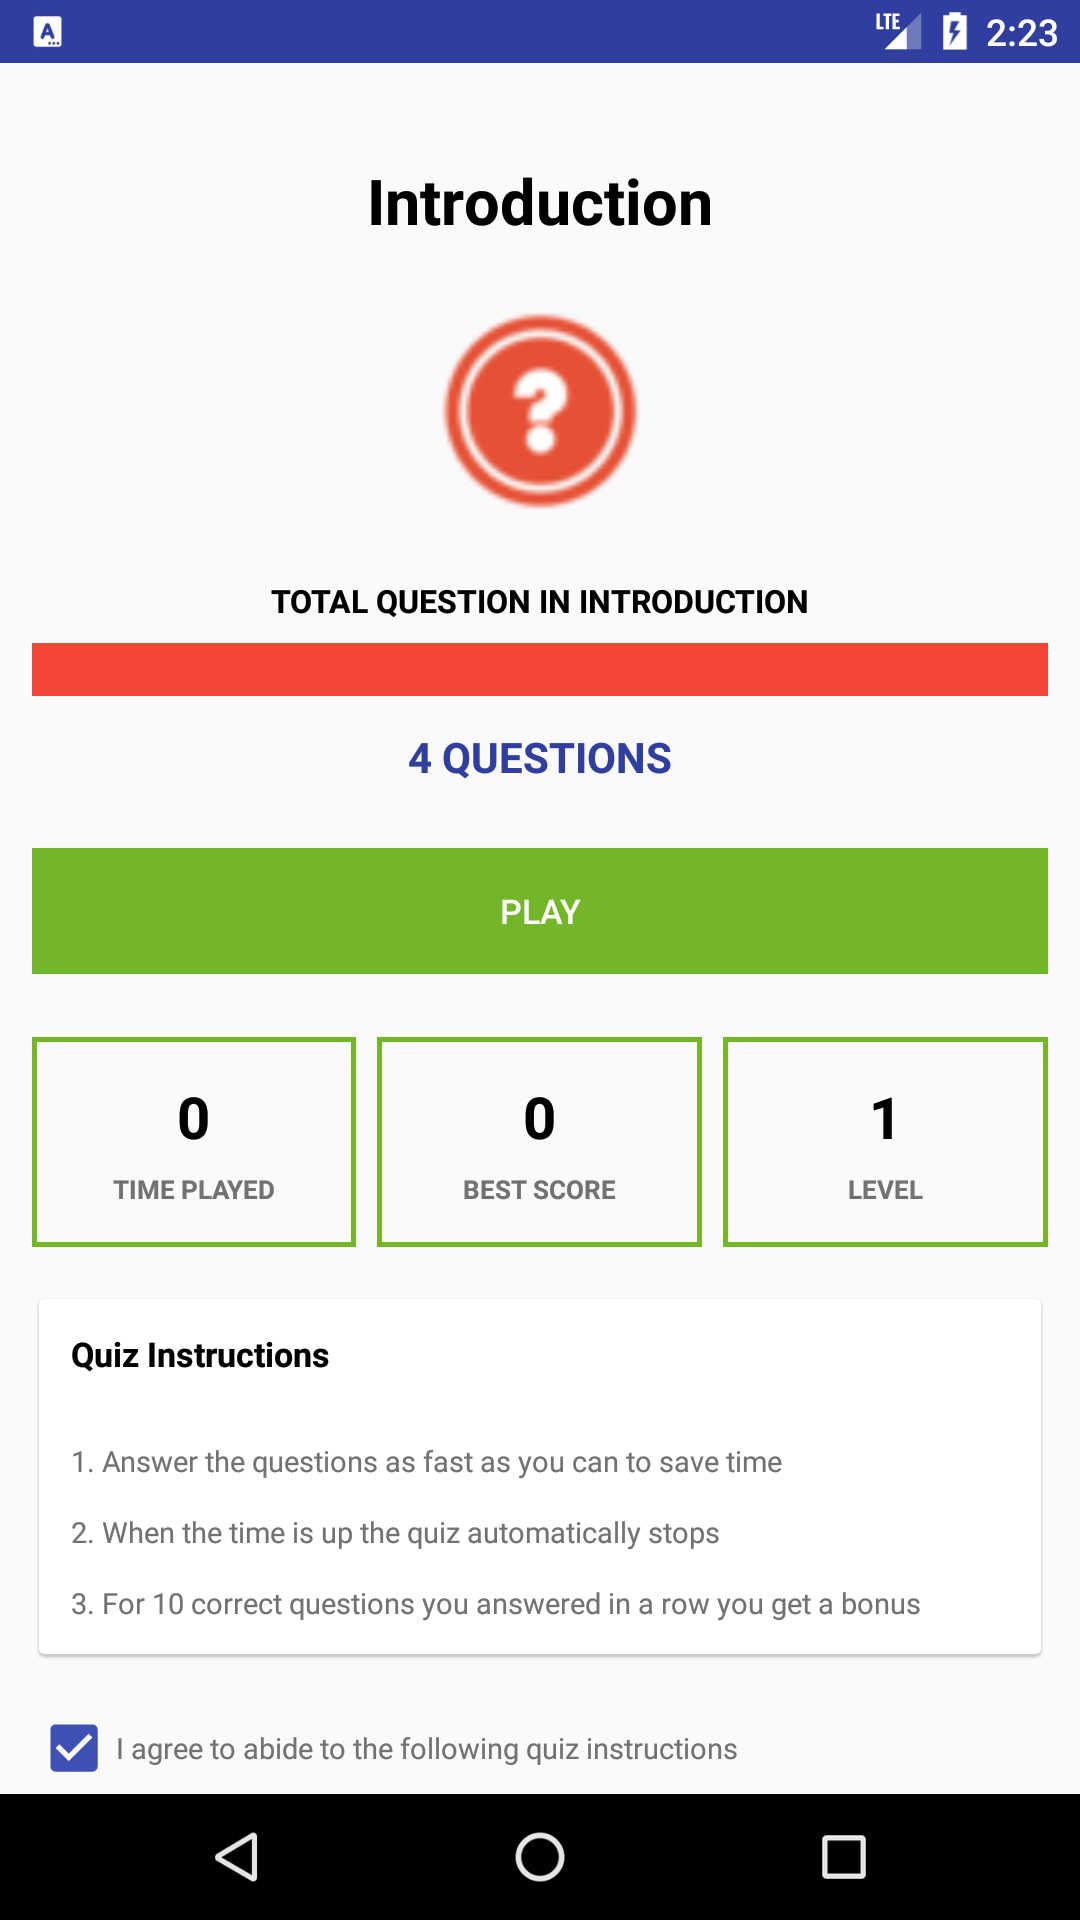 LTE 2:23
Introduction
TOTAL QUESTION IN INTRODUCTION
4 QUESTIONS
PLAY
0 0 1
TIME PLAYED BEST SCORE LEVEL
Quiz Instructions
1. Answer the questions as fast as you can to save time
2. When the time is up the quiz automatically stops
3. For 10 correct questions you answered in a row you get a bonus
I agree to abide to the following quiz instructions